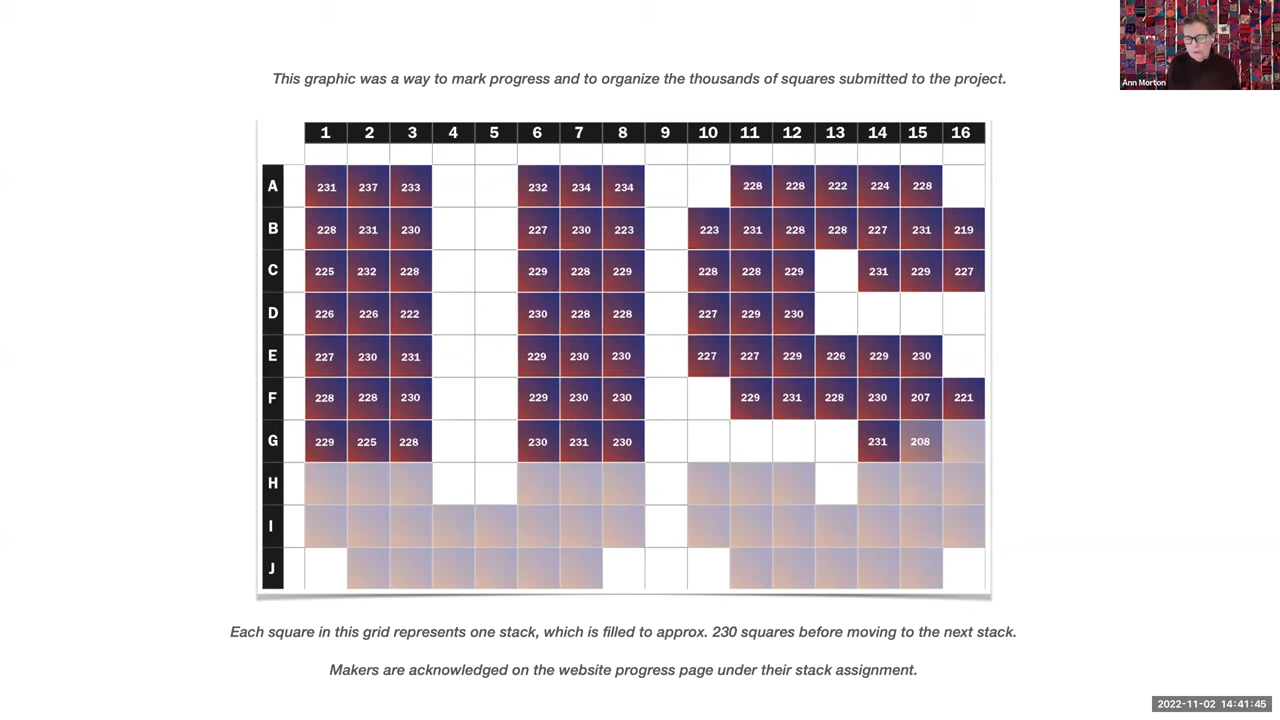 Ann Morton
This graphic was a way to mark progress and to organize the thousands of squares submitted to the project.
1 2 3 4 5 6 7 8 9 10 11 12 13 14 15 16
A 231 237 233 232 234 234 228 228 222 224 228
B 228 231 230 227 230 223 223 231 228 228 227 231 219
C 225 232 228 229 228 229 228 228 229 231 229 227
D 226 226 222 230 228 228 227 229 230
E 227 230 231 229 230 230 227 227 229 226 229 230
F 228 228 230 229 230 230 229 231 228 230 207 221
G 229 225 228 230 231 230 231 208
H
I
J
Each square in this grid represents one stack, which is filled to approx. 230 squares before moving to the next stack.
Makers are acknowledged on the website progress page under their stack assignment.
2022-11-02 14:41:45